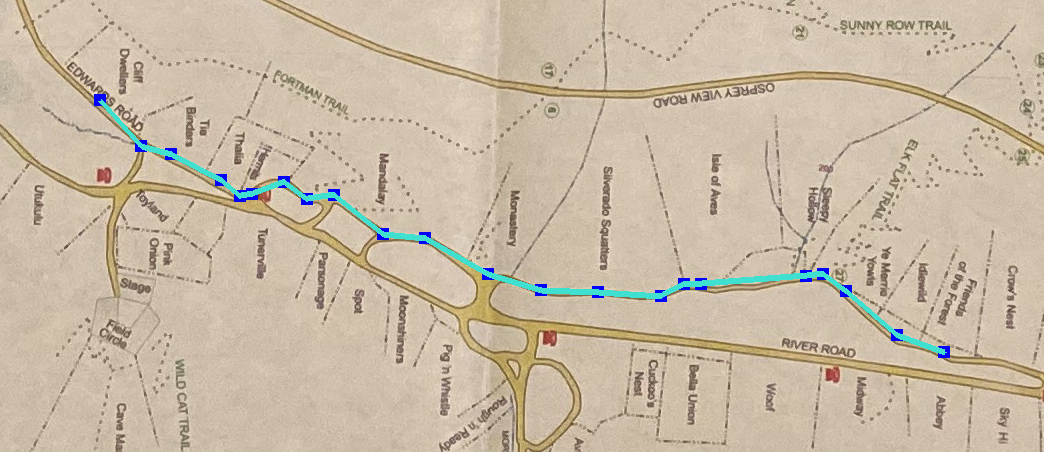 SUNNY ROW TRAIL
21
17
6
OSPREY VIEW ROAD
24
EDWARDS ROAD
Cliff
Dwellers
Tie
Binders
FORTMAN TRAIL
Thalia
Mandalay
Monastery
Silverado Squatters
Isle of Aves
Sleepy
Hollow
ELK FLAT TRAIL
Ye Merrie
Yowls
Idlewild
Friends
of the Forest
Crow's Nest
Ututulu
Toyland
Pink
Onion
Tunerville
Parsonage
Spot
Moonshiners
Pig 'n Whistle
Rough 'n Ready
Stage
Field
Circle
WILD CAT TRAIL
Cave Ma
Cuckoo's
Nest
Bella Union
Woof
RIVER ROAD
Midway
Abbey
Sky Hi